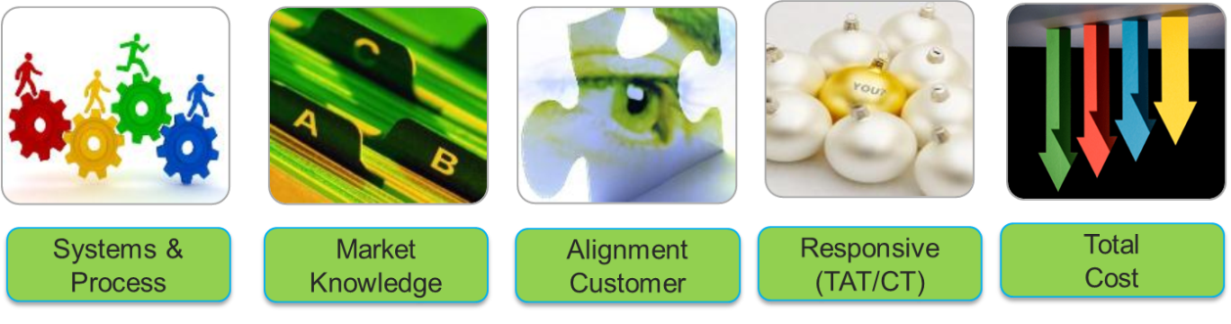 C
A
B
YOU?
Systems &
Process
Market
Knowledge
Alignment
Customer
Responsive
(TAT/CT)
Total
Cost